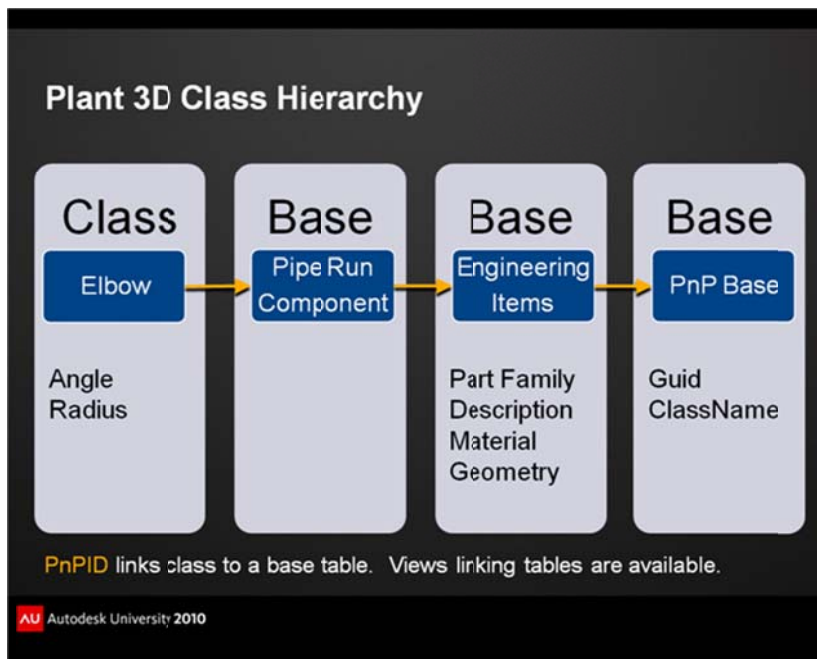 Plant 3D Class Hierarchy
Class
Elbow
Angle
Radius
Base
Pipe Run
Component
Base
Engineering
Items
Part Family
Description
Material
Geometry
Base
PnP Base
Guid
ClassName
PnPID links class to a base table. Views linking tables are available.
AU Autodesk University 2010